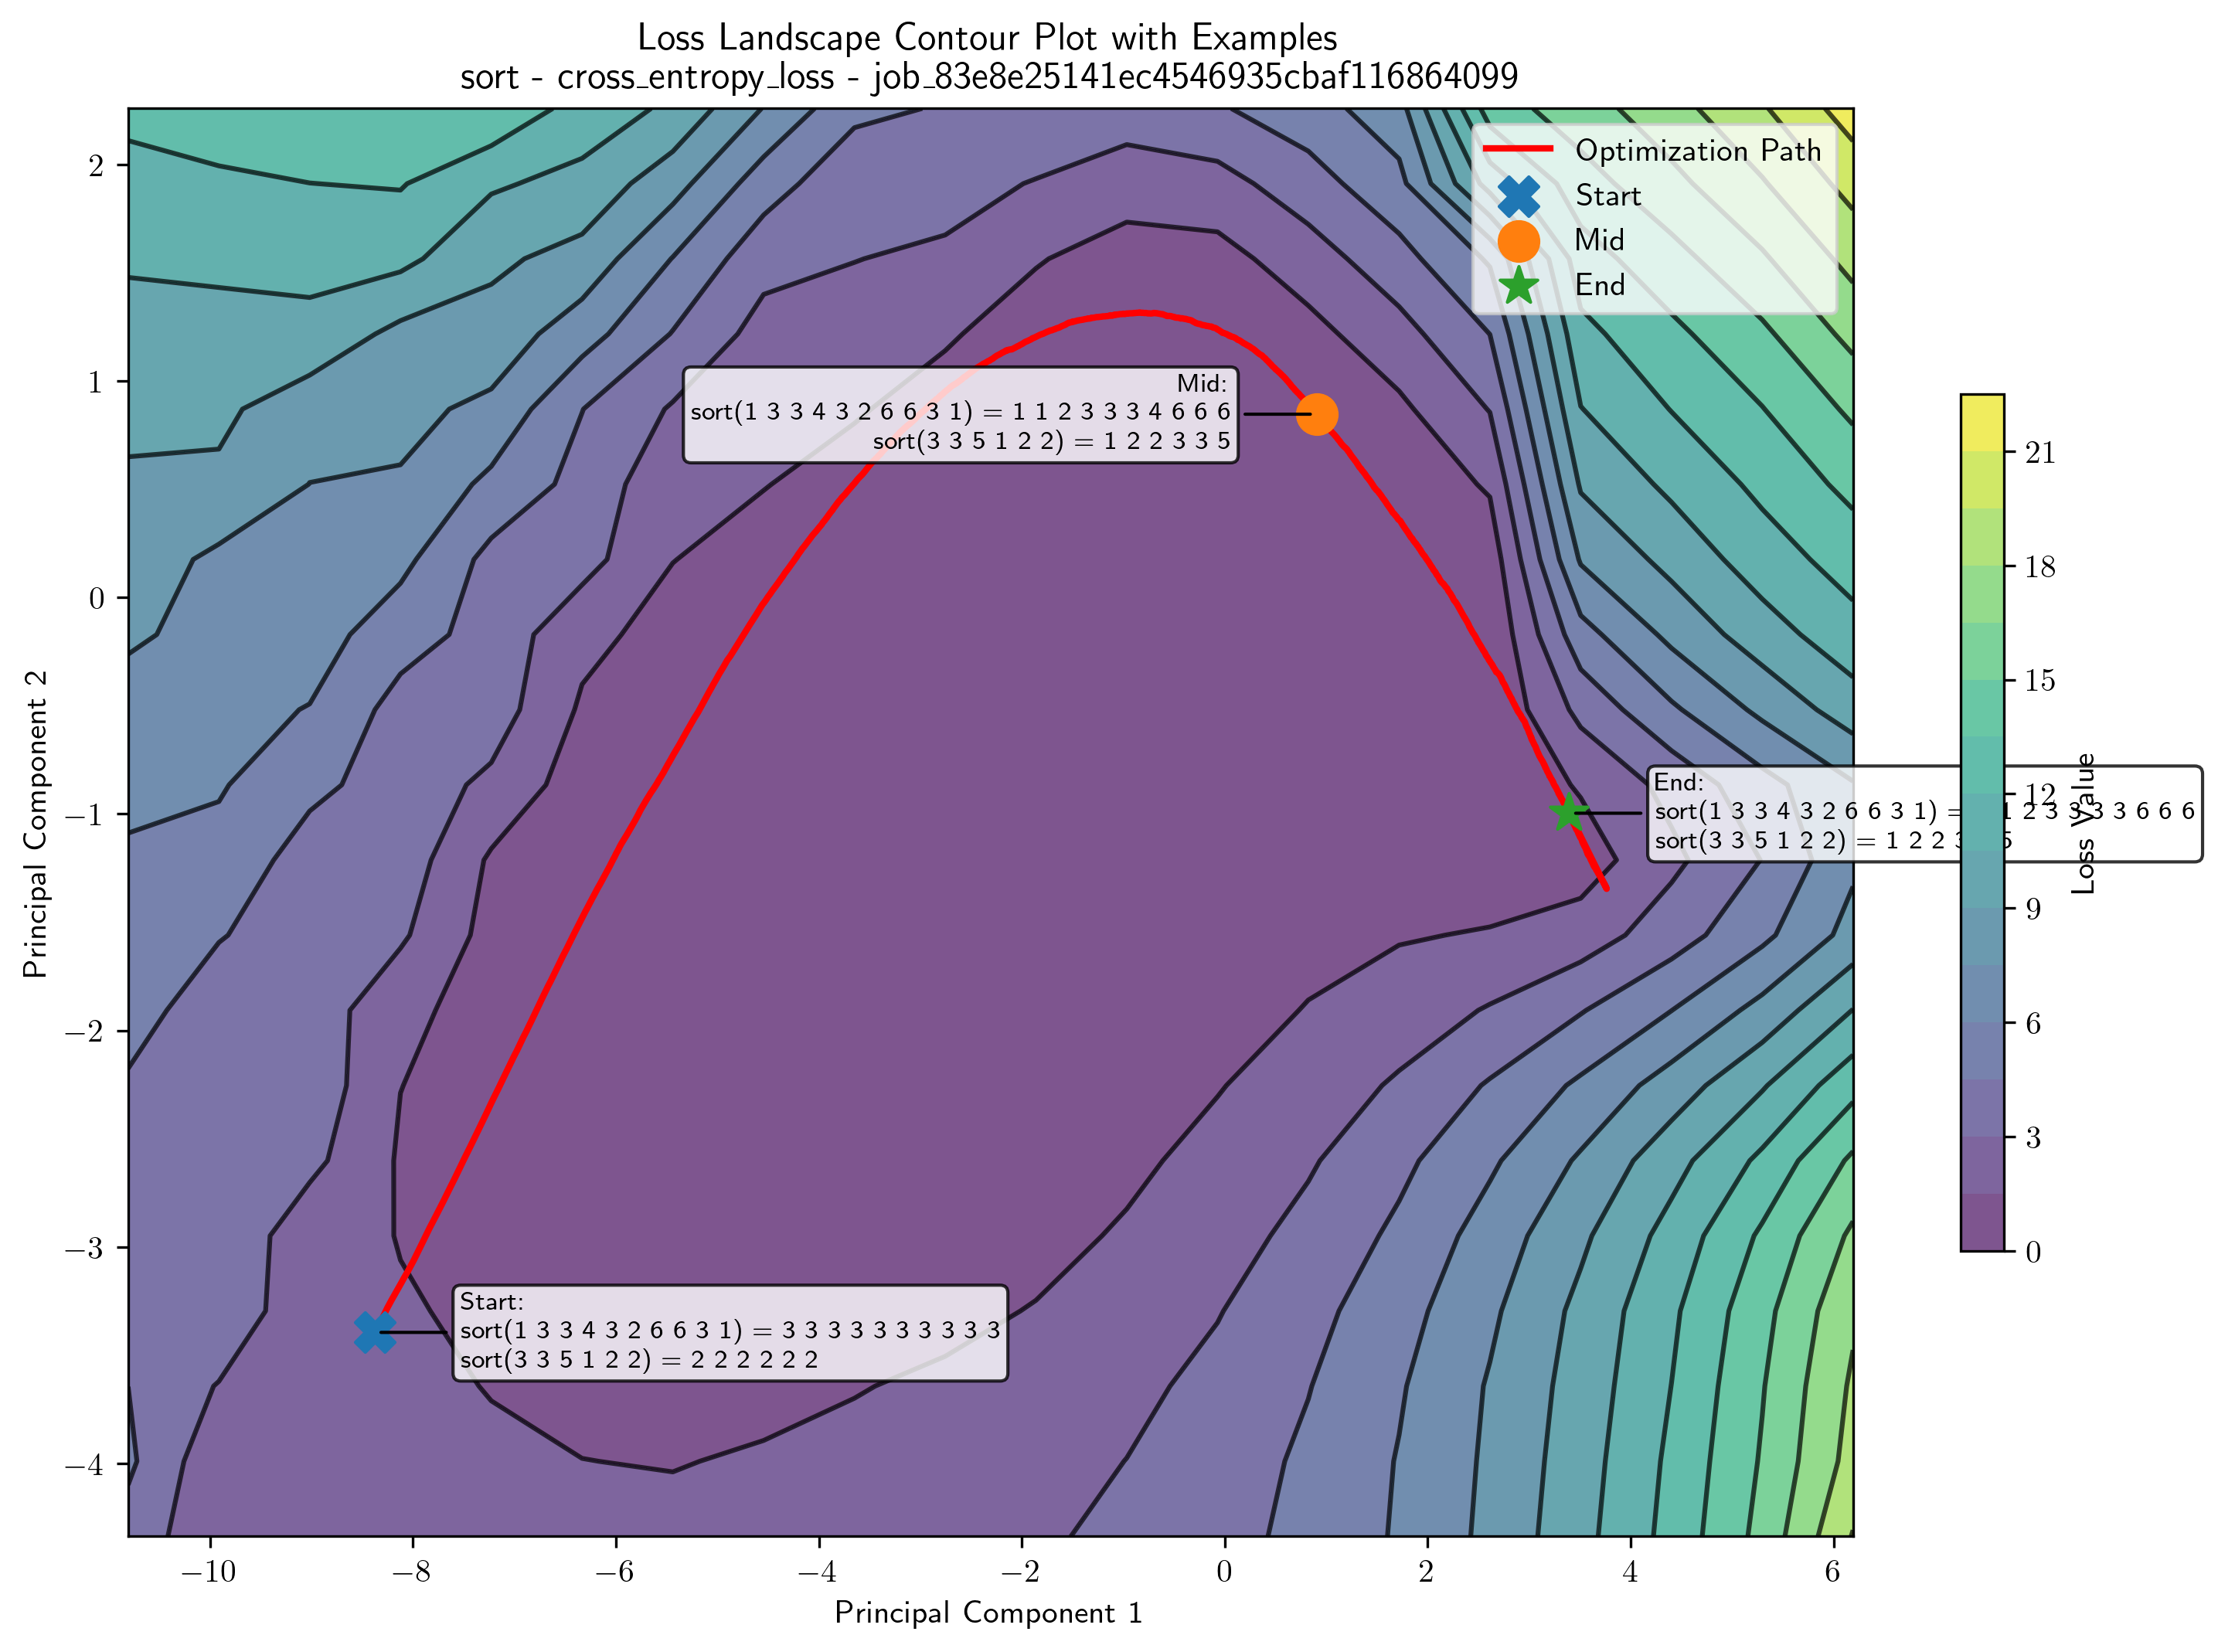 Loss Landscape Contour Plot with Examples
sort - cross_entropy_loss - job_83e8e25141ec4546935cbaf116864099
Optimization Path
Start
Mid
End
Mid:
sort(1 3 3 4 3 2 6 6 3 1) = 1 1 2 3 3 3 4 6 6 6
sort(3 3 5 1 2 2) = 1 2 2 3 3 5
End:
sort(1 3 3 4 3 2 6 6 3 1) = 1 2 3 3 3 3 6 6 6
sort(3 3 5 1 2 2) = 1 2 2 3 5
Start:
sort(1 3 3 4 3 2 6 6 3 1) = 3 3 3 3 3 3 3 3 3 3
sort(3 3 5 1 2 2) = 2 2 2 2 2 2
2
1
0
−1
−2
−3
−4
−10
−8
−6
−4
−2
0
2
4
6
Principal Component 1
Principal Component 2
21
18
15
12
9
6
3
0
Loss Value